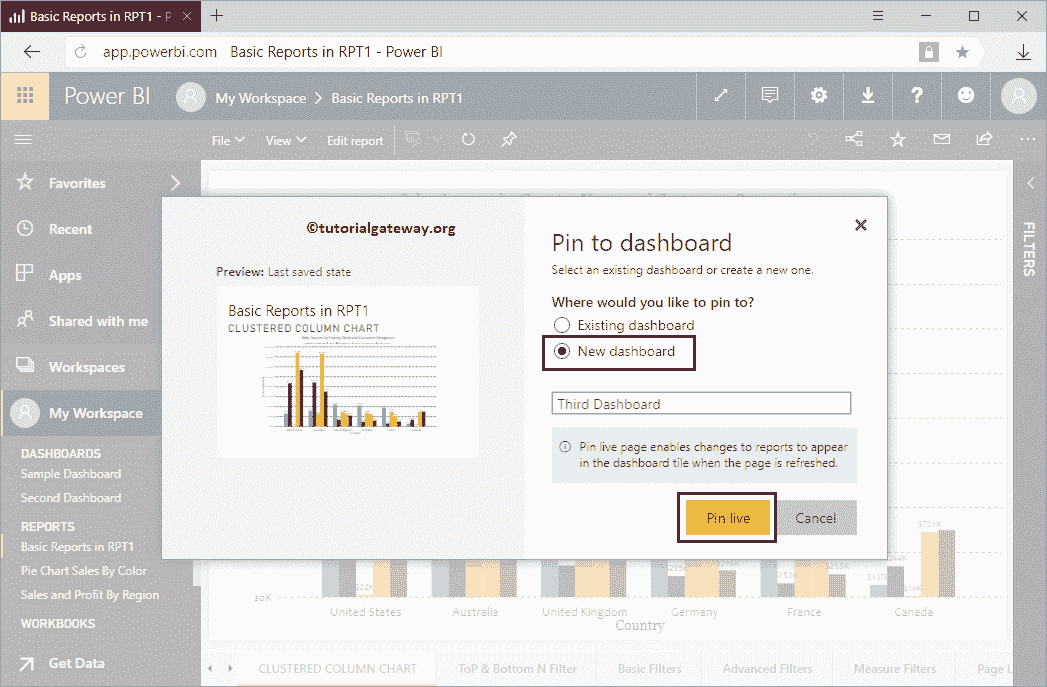 Basic Reports in RPT1 - P
app.powerbi.com Basic Reports in RPT1 - Power BI
Power BI
My Workspace > Basic Reports in RPT1
File View Edit report
Favorites
Recent
Apps
Shared with me
Workspaces
My Workspace
DASHBOARDS
Sample Dashboard
Second Dashboard
REPORTS
Basic Reports in RPT1
Pie Chart Sales By Color
Sales and Profit By Region
WORKBOOKS
Get Data
©tutorialgateway.org
Preview: Last saved state
Basic Reports in RPT1
CLUSTERED COLUMN CHART
Pin to dashboard
Select an existing dashboard or create a new one.
Where would you like to pin to?
Existing dashboard
New dashboard
Third Dashboard
Pin live page enables changes to reports to appear
in the dashboard tile when the page is refreshed.
Pin live Cancel
FILTERS
$0K
$22K
$235K
$153K
$255K
$137K
$16K
$731K
United States Australia United Kingdom Germany France Canada
Country
CLUSTERED COLUMN CHART ToP & Bottom N Filter Basic FIlters Advanced FIlters Measure Filters Page L